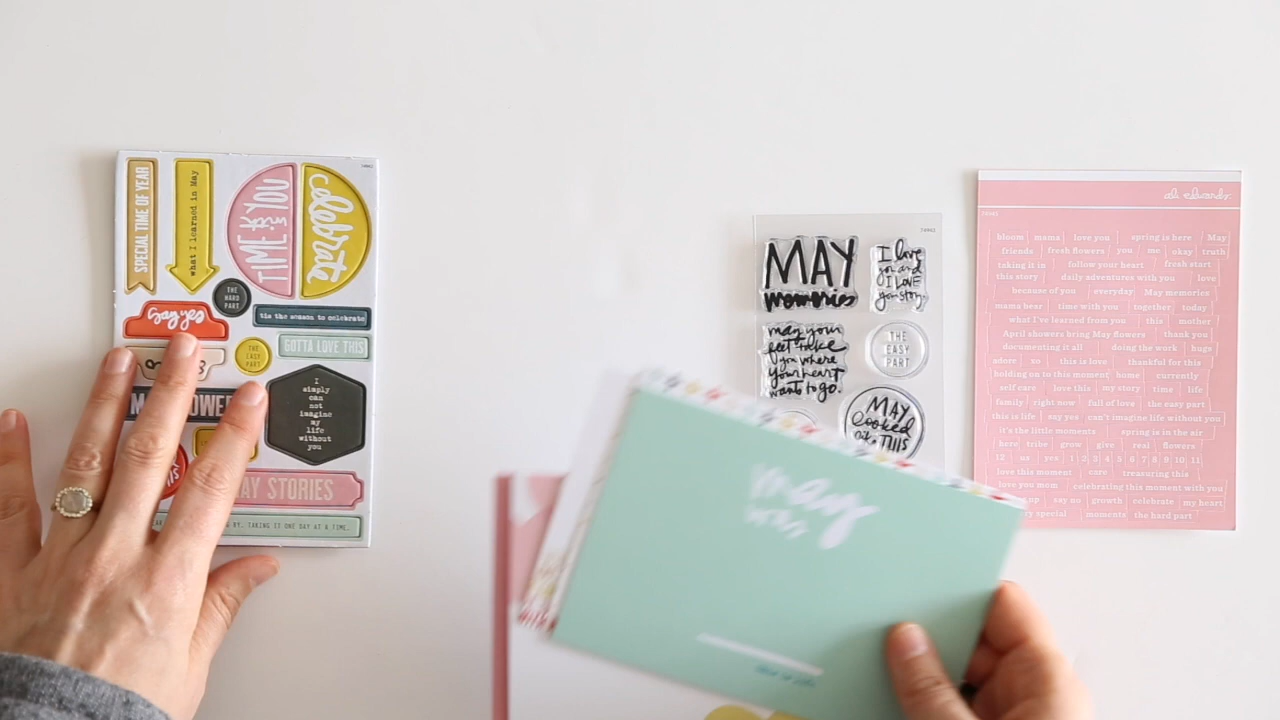 SPECIAL TIME OF YEAR
what I learned in May
TIME & YOU
celebrate
THE
HARD
PART
tis the season to celebrate
say yes
THE
EASY
PART
GOTTA LOVE THIS
I
simply
can
not
imagine
my
life
without
you
MAY STORIES
BY. TAKING IT ONE DAY AT A TIME.
MAY
memories
I love
you and
I LOVE
your story.
may your
feet take
you where
your heart
wants to go.
THE
EASY
PART
MAY
looked
like THIS
may
ali edwards
bloom mama love you spring is here May
friends fresh flowers you me okay truth
taking it in follow your heart fresh start
this story daily adventures with you love
because of you everyday May memories
mama bear time with you together today
what I've learned from you this mother
April showers bring May flowers thank you
documenting it all doing the work hugs
adore so this is love thankful for this
holding on to this moment home currently
self care love this my story time life
family right now full of love the easy part
this is life say yes can't imagine life without you
it's the little moments spring is in the air
here tribe grow give real flowers
12 us yes 1 2 3 4 5 6 7 8 9 10 11
love this moment care treasuring this
love you mom celebrating this moment with you
up say no growth celebrate my heart
special moments the hard part